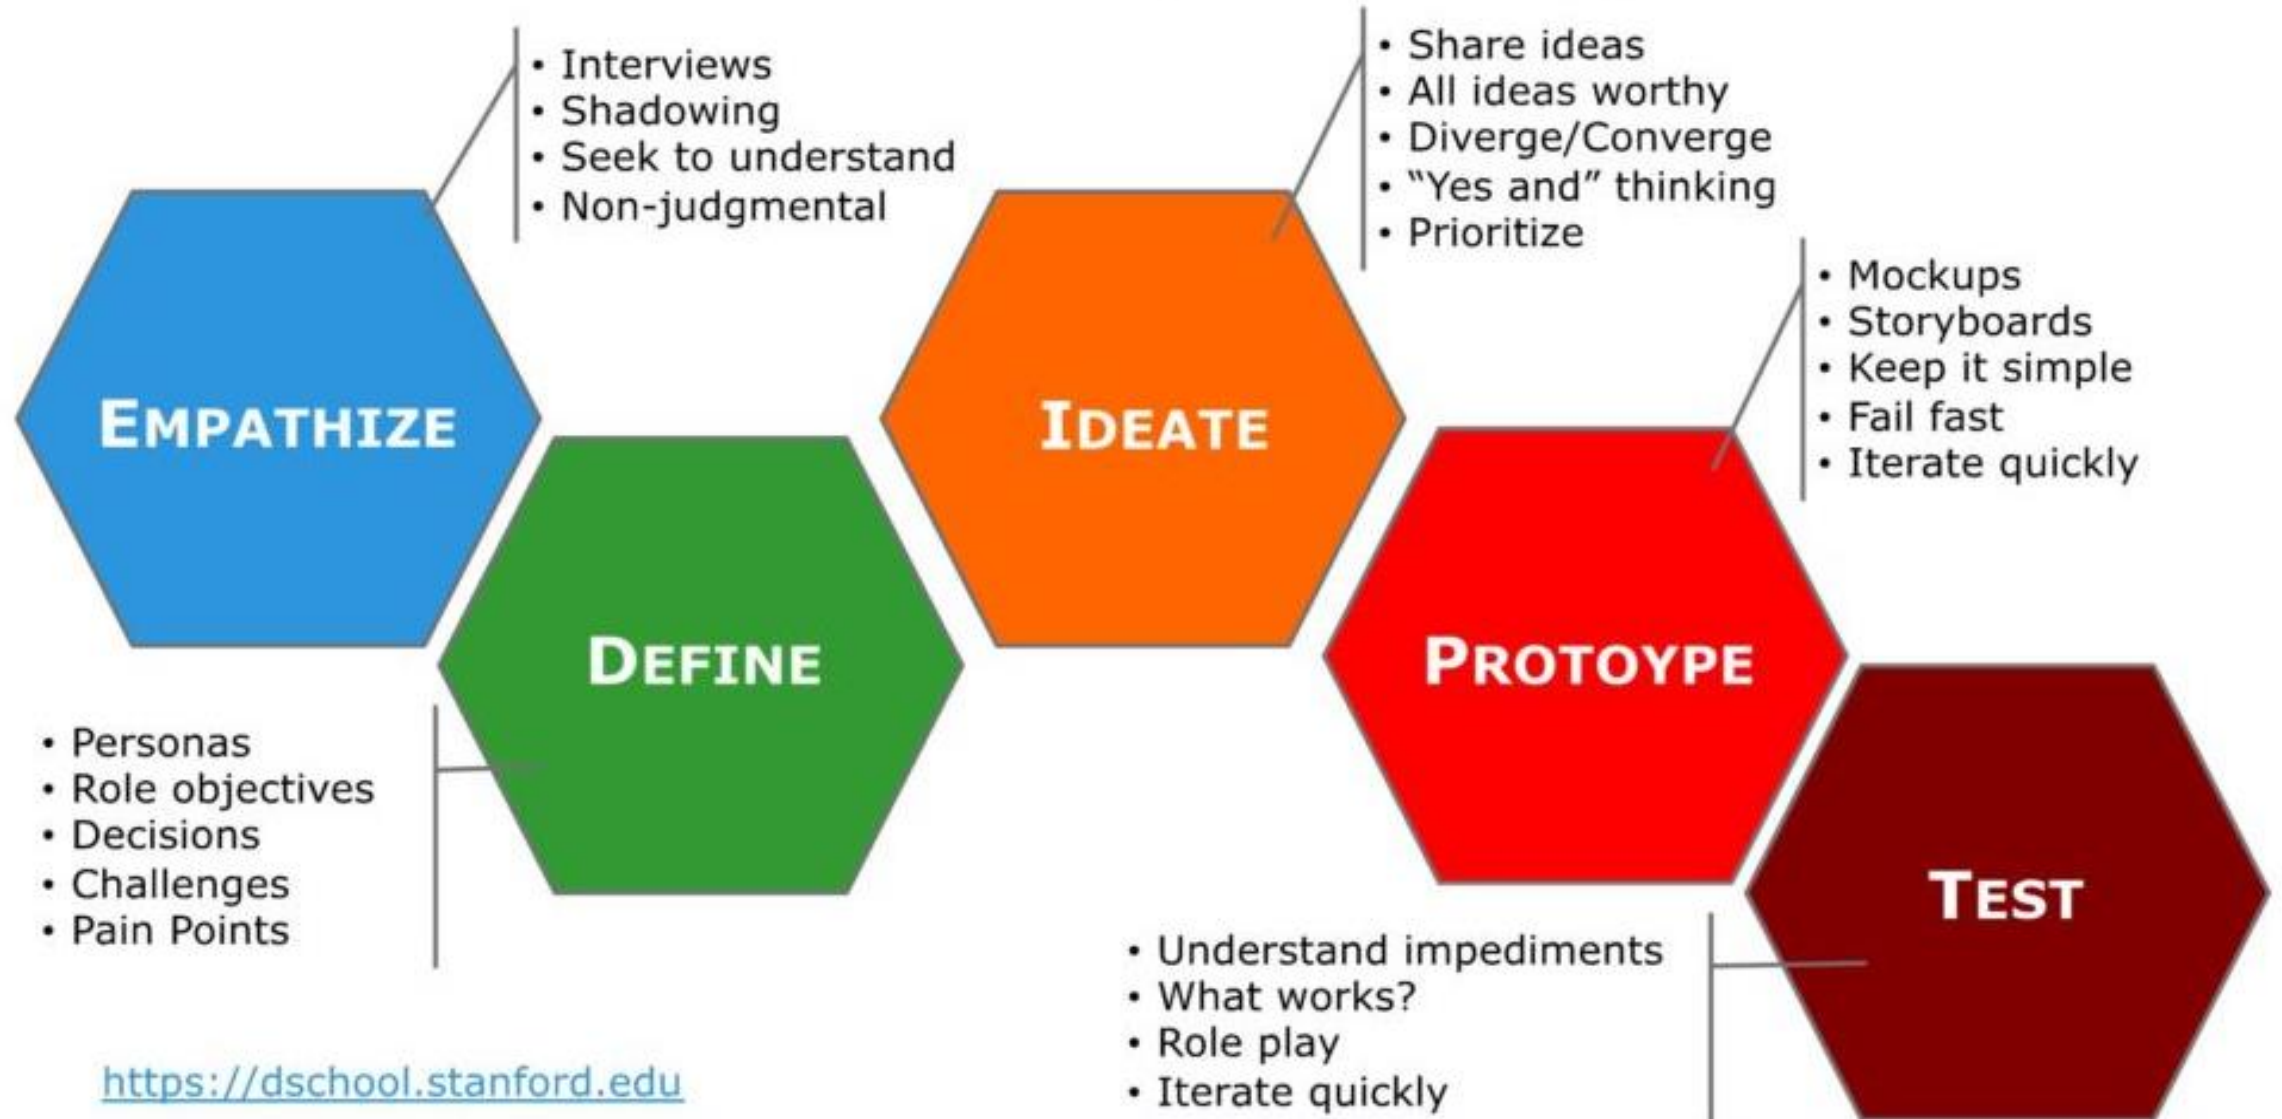 • Interviews
• Shadowing
• Seek to understand
• Non-judgmental
EMPATHIZE
• Personas
• Role objectives
• Decisions
• Challenges
• Pain Points
DEFINE
• Share ideas
• All ideas worthy
• Diverge/Converge
• “Yes and” thinking
• Prioritize
IDEATE
• Mockups
• Storyboards
• Keep it simple
• Fail fast
• Iterate quickly
PROTOYPE
• Understand impediments
• What works?
• Role play
• Iterate quickly
TEST
https://dschool.stanford.edu